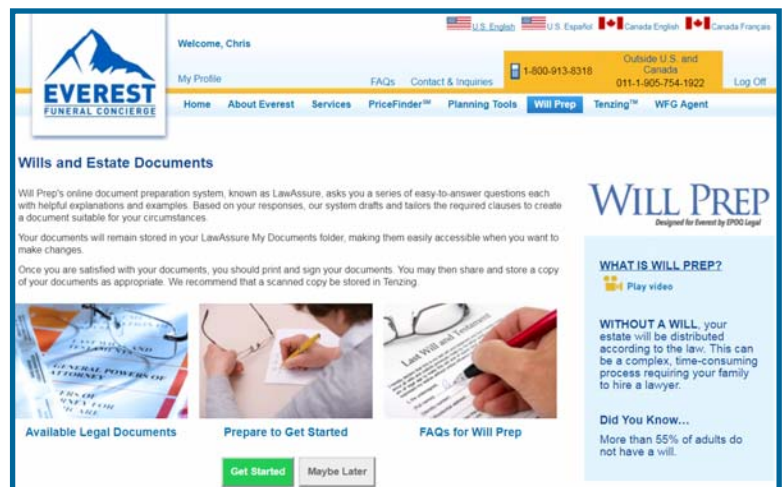 U.S. English U.S. Español Canada English Canada Français
Welcome, Chris
My Profile FAQs Contact & Inquiries 1-800-913-8318 Outside U.S. and Canada 011-1-905-754-1922 Log Off
EVEREST
FUNERAL CONCIERGE
Home About Everest Services PriceFinder℠ Planning Tools Will Prep Tenzing™ WFG Agent
Wills and Estate Documents
Will Prep's online document preparation system, known as LawAssure, asks you a series of easy-to-answer questions each
with helpful explanations and examples. Based on your responses, our system drafts and tailors the required clauses to create
a document suitable for your circumstances.
Your documents will remain stored in your LawAssure My Documents folder, making them easily accessible when you want to
make changes.
Once you are satisfied with your documents, you should print and sign your documents. You may then share and store a copy
of your documents as appropriate. We recommend that a scanned copy be stored in Tenzing.
GENERAL POWERS OF
ATTORNEY
Last Will and Testament
Available Legal Documents Prepare to Get Started FAQs for Will Prep
Get Started Maybe Later
WILL PREP
Designed for Everest by EPOQ Legal
WHAT IS WILL PREP?
Play video
WITHOUT A WILL, your
estate will be distributed
according to the law. This can
be a complex, time-consuming
process requiring your family
to hire a lawyer.
Did You Know...
More than 55% of adults do
not have a will.